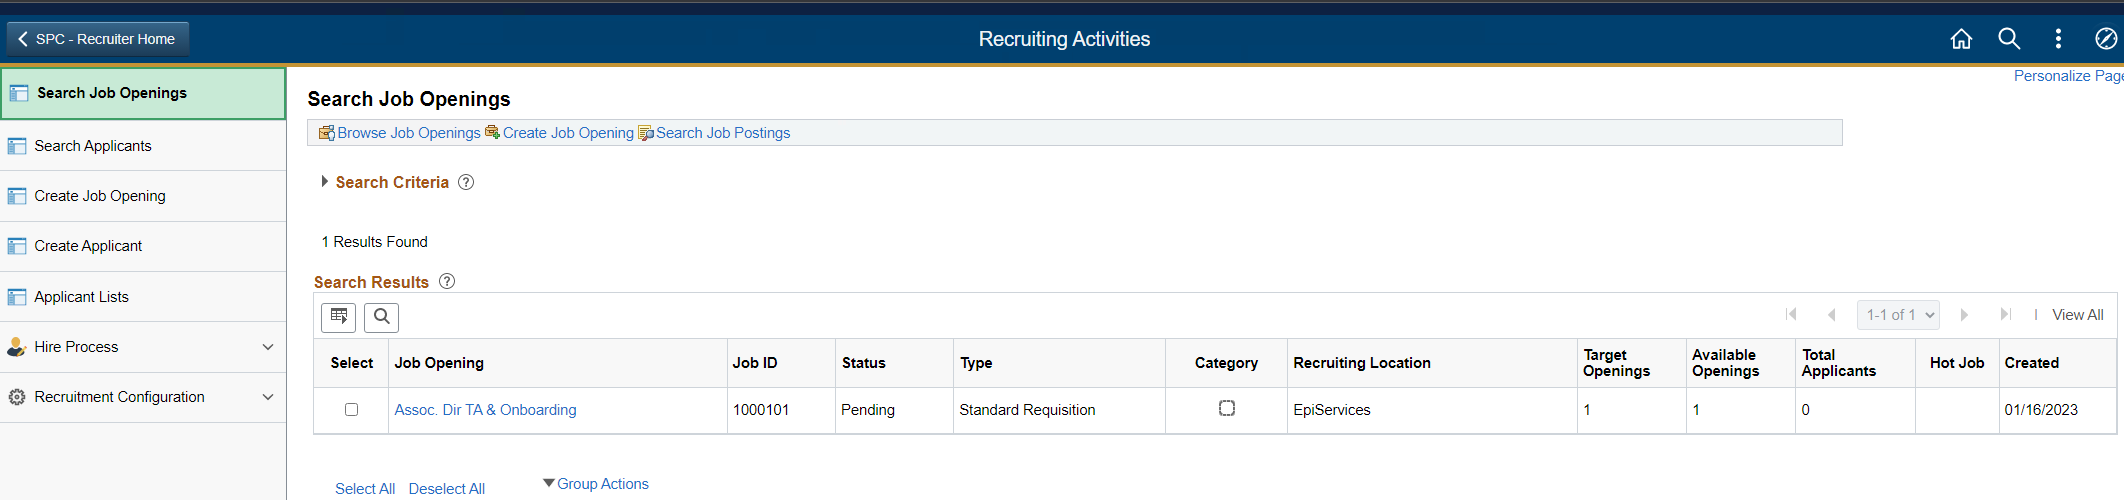 SPC - Recruiter Home
Recruiting Activities
Personalize Page
Search Job Openings
Search Applicants
Create Job Opening
Create Applicant
Applicant Lists
Hire Process
Recruitment Configuration
Search Job Openings
Browse Job Openings Create Job Opening Search Job Postings
Search Criteria ?
1 Results Found
Search Results ?
1-1 of 1 | View All
Select Job Opening Job ID Status Type Category Recruiting Location Target Openings Available Openings Total Applicants Hot Job Created
Assoc. Dir TA & Onboarding 1000101 Pending Standard Requisition EpiServices 1 1 0 01/16/2023
Select All Deselect All Group Actions